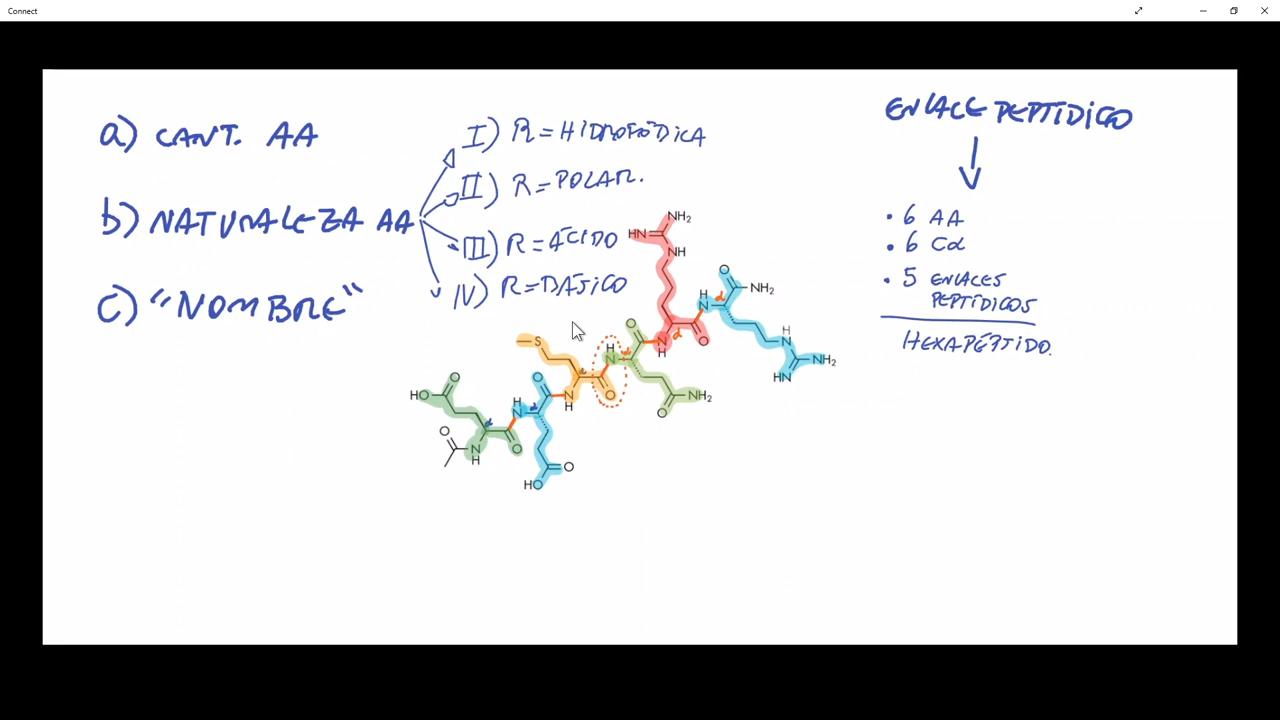 Connect
a) CANT. AA
b) NATURALEZA AA
c) "NOMBRE"
I) R = HIDROFÓBICA
II) R = POLAR.
III) R = ÁCIDO
IV) R = BÁSICO
ENLACE PEPTÍDICO
• 6 AA
• 6 Cα
• 5 ENLACES
PEPTÍDICOS
HEXAPÉPTIDO.
NH₂
HN
NH
O
NH₂
H
N
α
H
NH₂
HN
O
α
N
H
O
S
H
N
α
O
NH₂
O
α
N
H
O
HO
O
H
N
α
O
O
α
N
H
O
HO